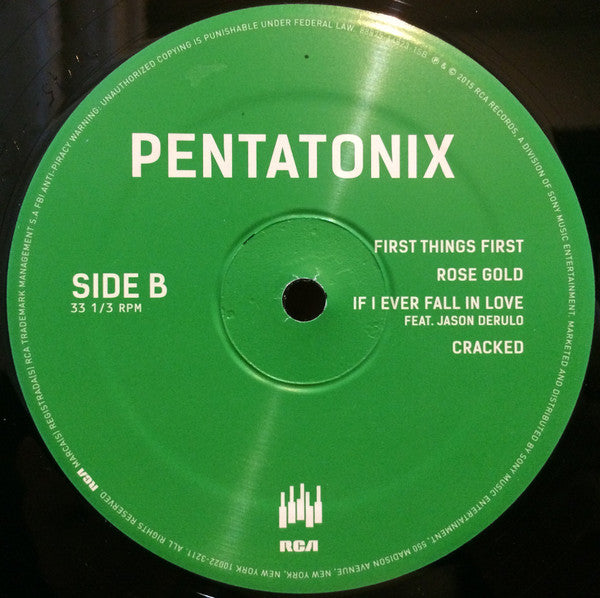 PENTATONIX
SIDE B
33 1/3 RPM
FIRST THINGS FIRST
ROSE GOLD
IF I EVER FALL IN LOVE
FEAT. JASON DERULO
CRACKED
RCA
RCA MARCA(S) REGISTRADA(S) RCA TRADEMARK MANAGEMENT S.A FBI ANTI-PIRACY WARNING: UNAUTHORIZED COPYING IS PUNISHABLE UNDER FEDERAL LAW. ℗ & © 2015 RCA RECORDS, A DIVISION OF SONY MUSIC ENTERTAINMENT. MARKETED AND DISTRIBUTED BY SONY MUSIC ENTERTAINMENT, 550 MADISON AVENUE, NEW YORK, NEW YORK 10022-3211. ALL RIGHTS RESERVED